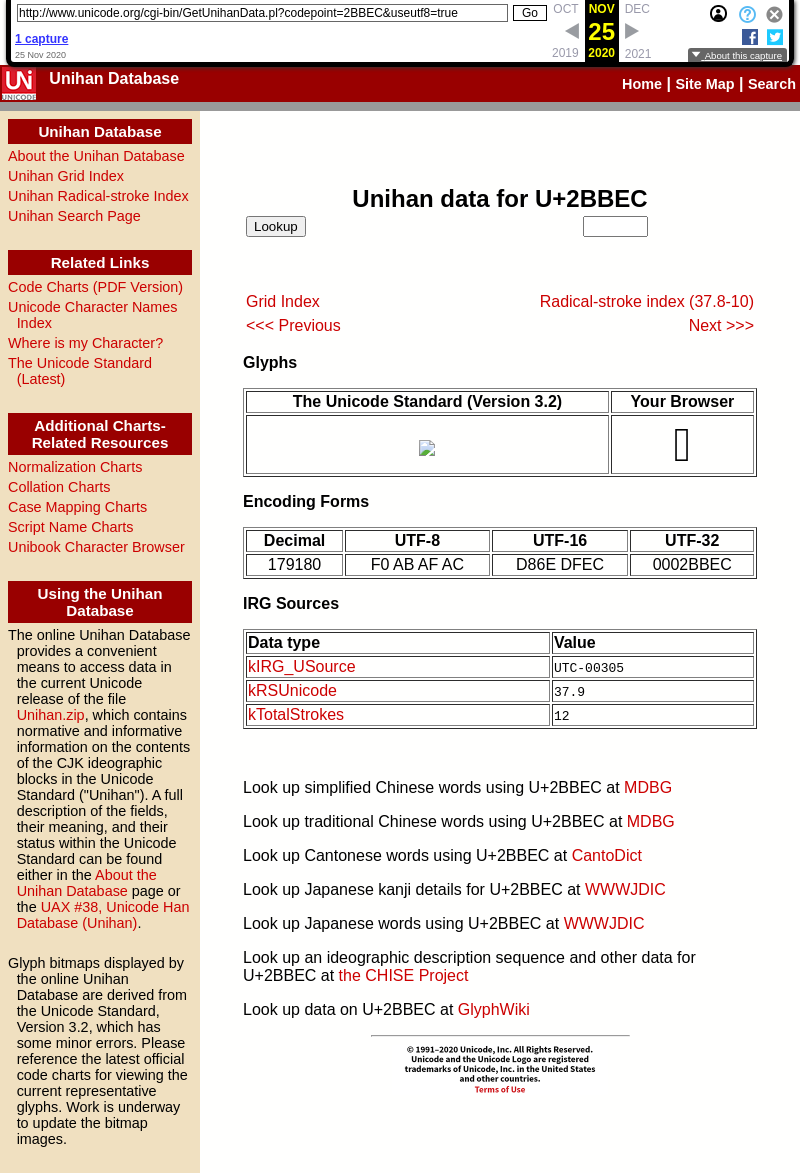 http://www.unicode.org/cgi-bin/GetUnihanData.pl?codepoint=2BBEC&useutf8=true Go OCT NOV DEC
1 capture 25
25 Nov 2020 2019 2020 2021 About this capture
UNICODE Unihan Database Home | Site Map | Search
Unihan Database
About the Unihan Database
Unihan Grid Index
Unihan Radical-stroke Index
Unihan Search Page
Related Links
Code Charts (PDF Version)
Unicode Character Names
Index
Where is my Character?
The Unicode Standard
(Latest)
Additional Charts-
Related Resources
Normalization Charts
Collation Charts
Case Mapping Charts
Script Name Charts
Unibook Character Browser
Using the Unihan
Database
The online Unihan Database
provides a convenient
means to access data in
the current Unicode
release of the file
Unihan.zip, which contains
normative and informative
information on the contents
of the CJK ideographic
blocks in the Unicode
Standard ("Unihan"). A full
description of the fields,
their meaning, and their
status within the Unicode
Standard can be found
either in the About the
Unihan Database page or
the UAX #38, Unicode Han
Database (Unihan).
Glyph bitmaps displayed by
the online Unihan
Database are derived from
the Unicode Standard,
Version 3.2, which has
some minor errors. Please
reference the latest official
code charts for viewing the
current representative
glyphs. Work is underway
to update the bitmap
images.
Unihan data for U+2BBEC
Lookup
Grid Index Radical-stroke index (37.8-10)
<<< Previous Next >>>
Glyphs
The Unicode Standard (Version 3.2) Your Browser
Encoding Forms
Decimal UTF-8 UTF-16 UTF-32
179180 F0 AB AF AC D86E DFEC 0002BBEC
IRG Sources
Data type Value
kIRG_USource UTC-00305
kRSUnicode 37.9
kTotalStrokes 12
Look up simplified Chinese words using U+2BBEC at MDBG
Look up traditional Chinese words using U+2BBEC at MDBG
Look up Cantonese words using U+2BBEC at CantoDict
Look up Japanese kanji details for U+2BBEC at WWWJDIC
Look up Japanese words using U+2BBEC at WWWJDIC
Look up an ideographic description sequence and other data for
U+2BBEC at the CHISE Project
Look up data on U+2BBEC at GlyphWiki
© 1991–2020 Unicode, Inc. All Rights Reserved.
Unicode and the Unicode Logo are registered
trademarks of Unicode, Inc. in the United States
and other countries.
Terms of Use